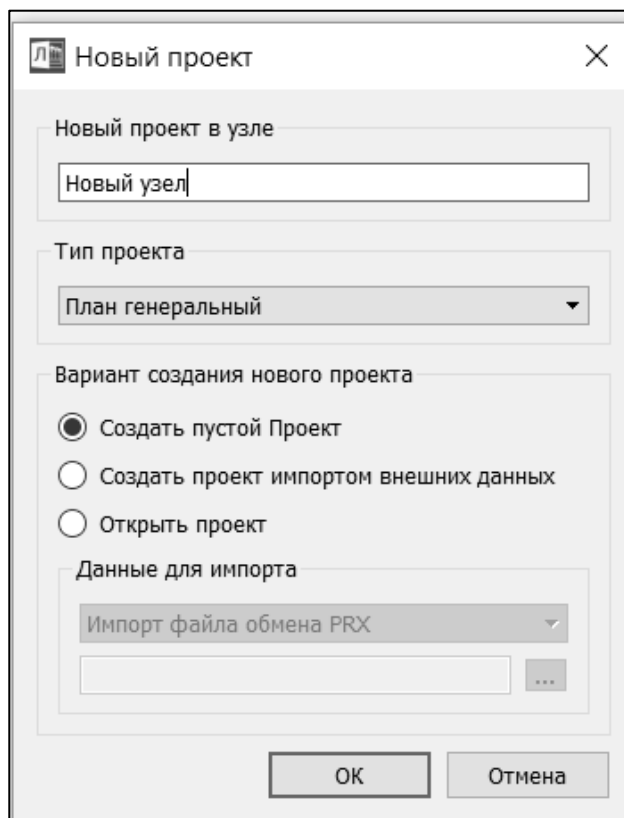 Новый проект
Новый проект в узле
Новый узел
Тип проекта
План генеральный
Вариант создания нового проекта
Создать пустой Проект
Создать проект импортом внешних данных
Открыть проект
Данные для импорта
Импорт файла обмена PRX
...
ОК
Отмена